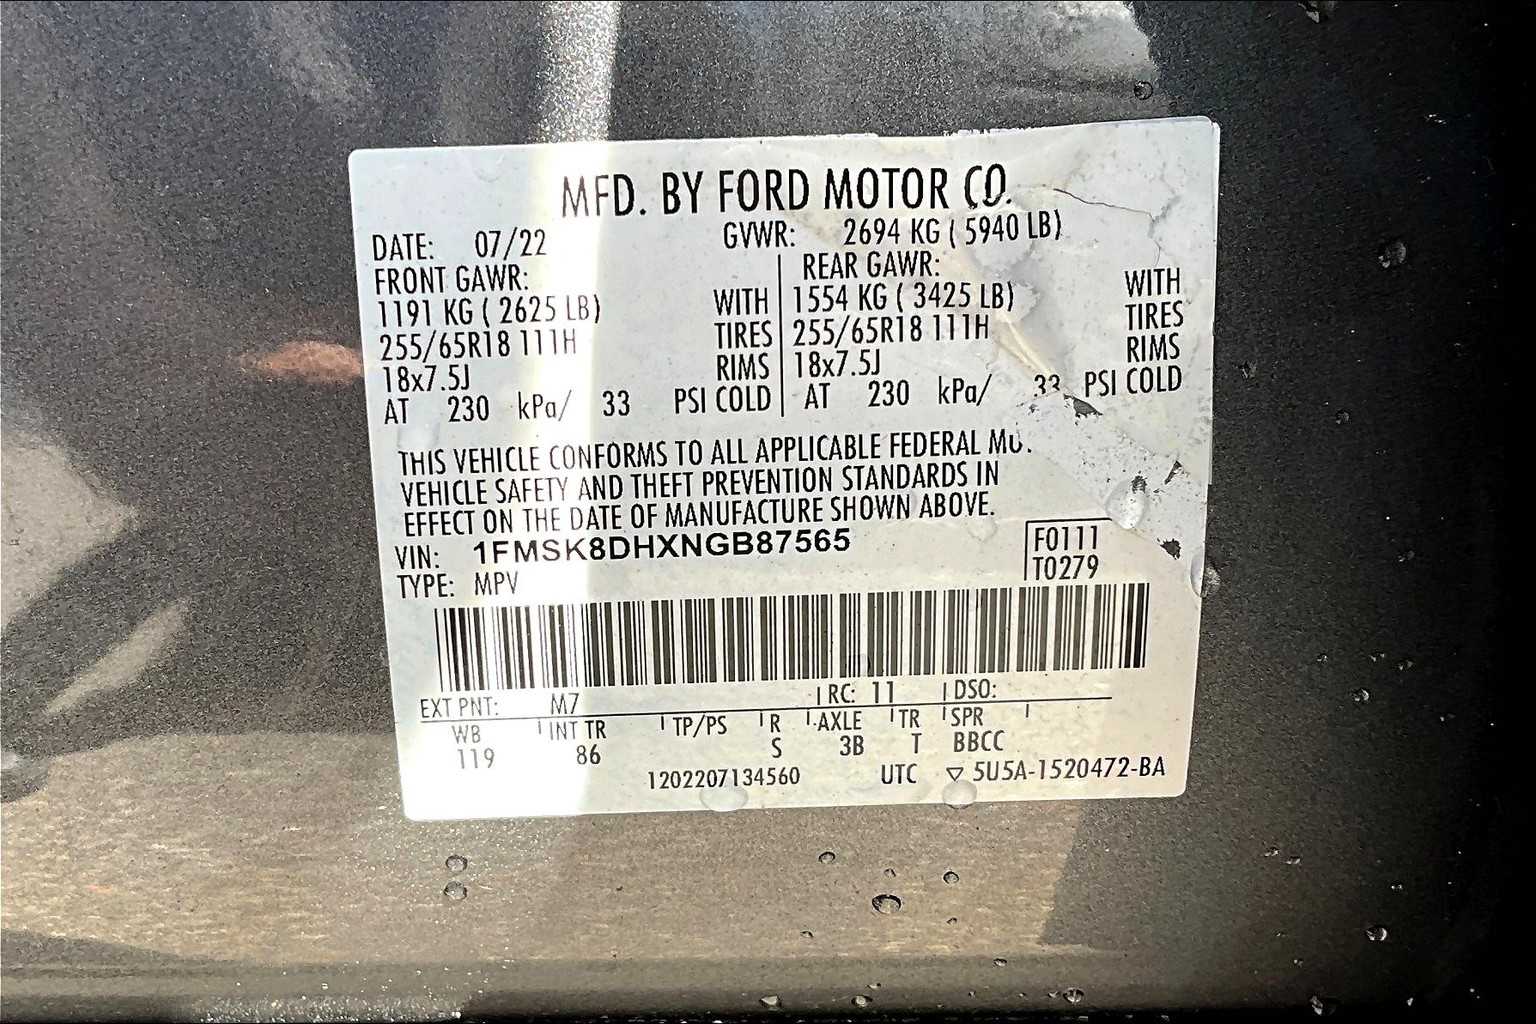 MFD. BY FORD MOTOR CO.
DATE: 07/22 GVWR: 2694 KG ( 5940 LB)
FRONT GAWR: REAR GAWR:
1191 KG ( 2625 LB) WITH 1554 KG ( 3425 LB) WITH
255/65R18 111H TIRES 255/65R18 111H TIRES
18x7.5J RIMS 18x7.5J RIMS
AT 230 kPa/ 33 PSI COLD AT 230 kPa/ 33 PSI COLD
THIS VEHICLE CONFORMS TO ALL APPLICABLE FEDERAL
VEHICLE SAFETY AND THEFT PREVENTION STANDARDS IN
EFFECT ON THE DATE OF MANUFACTURE SHOWN ABOVE.
VIN: 1FMSK8DHXNGB87565 F0111
TYPE: MPV T0279
EXT PNT: M7 RC: 11 DSO:
WB INT TR TP/PS R AXLE TR SPR
119 86 S 3B T BBCC
1202207134560 UTC ▽ 5U5A-1520472-BA